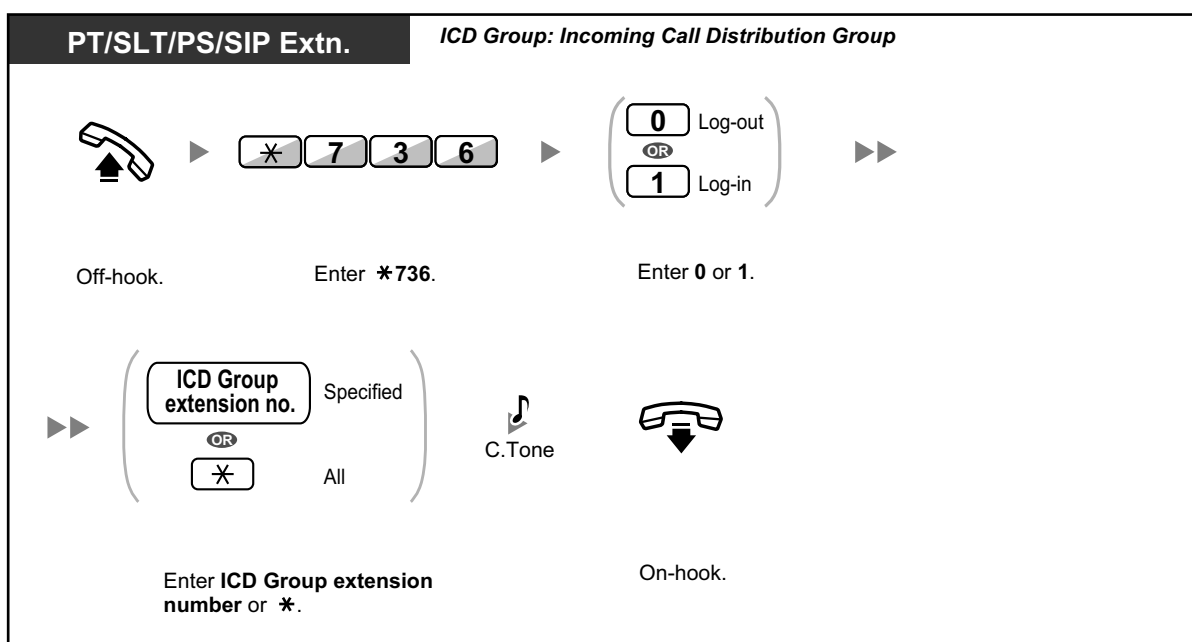 PT/SLT/PS/SIP Extn.
ICD Group: Incoming Call Distribution Group
* 7 3 6
0 Log-out
OR
1 Log-in
Off-hook.
Enter *736.
Enter 0 or 1.
ICD Group
extension no.
Specified
OR
* All
C.Tone
Enter ICD Group extension
number or *.
On-hook.